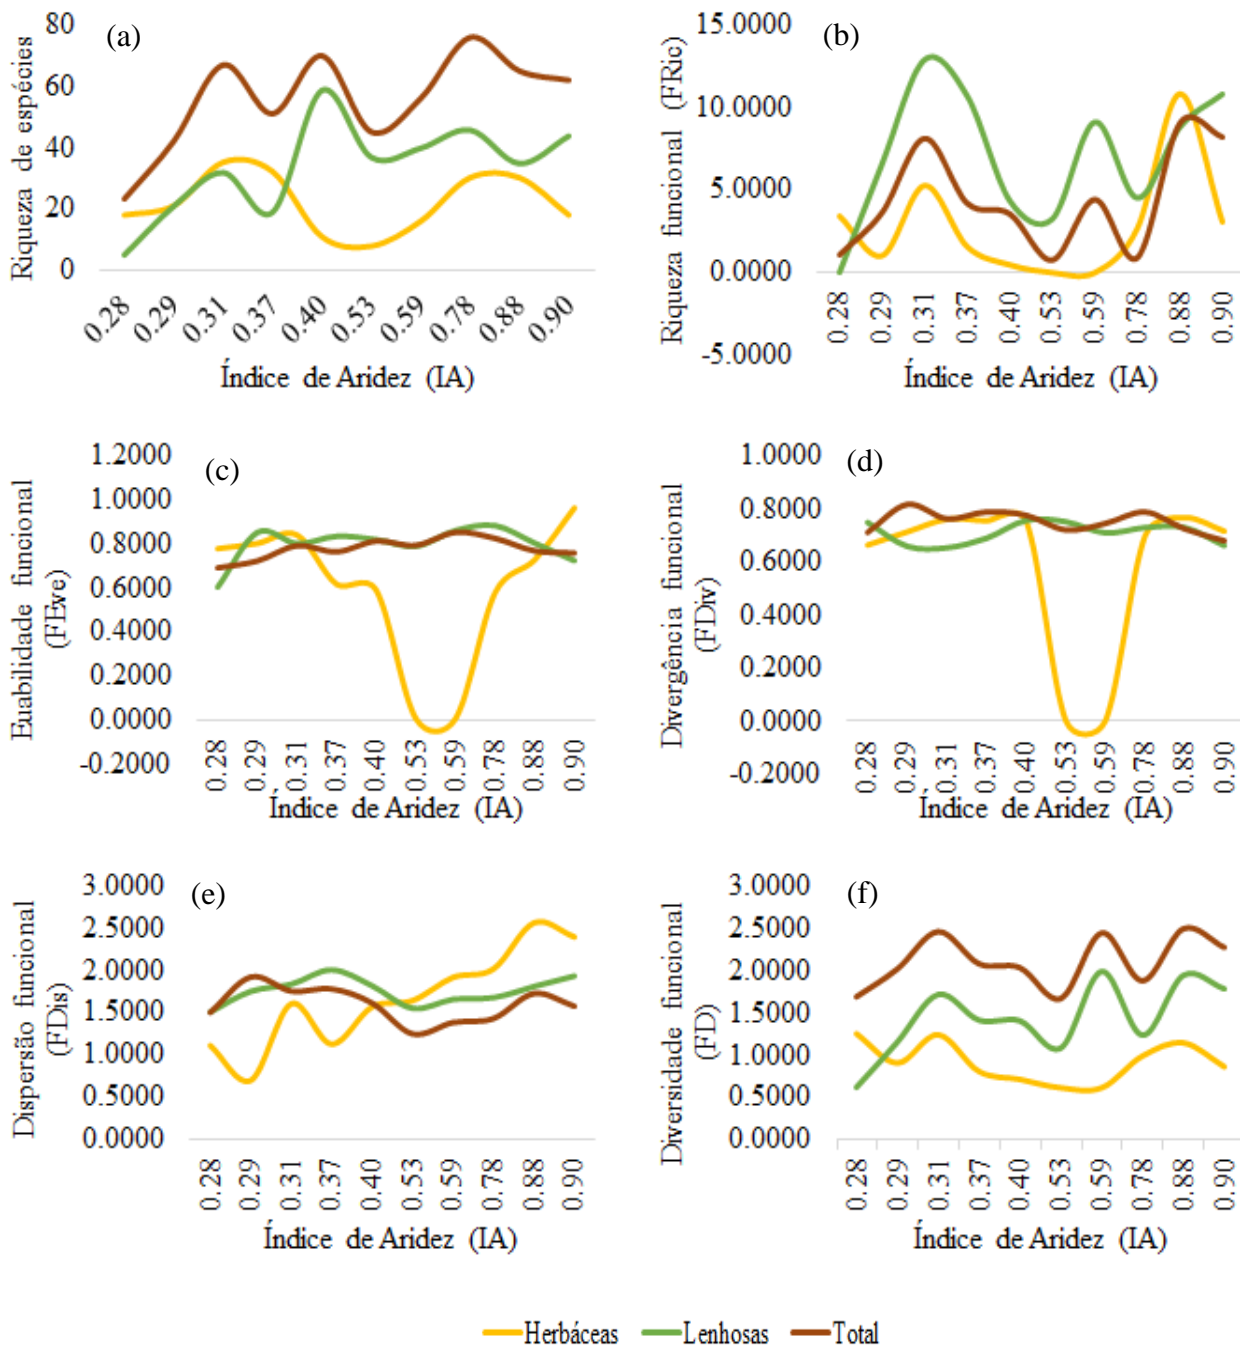 (a)
Riqueza de espécies
80
60
40
20
0
0.28 0.29 0.31 0.37 0.40 0.53 0.59 0.78 0.88 0.90
Índice de Aridez (IA)
(b)
Riqueza funcional (FRic)
15.0000
10.0000
5.0000
0.0000
-5.0000
0.28 0.29 0.31 0.37 0.40 0.53 0.59 0.78 0.88 0.90
Índice de Aridez (IA)
(c)
Euabilidade funcional
(FEve)
1.2000
1.0000
0.8000
0.6000
0.4000
0.2000
0.0000
-0.2000
0.28 0.29 0.31 0.37 0.40 0.53 0.59 0.78 0.88 0.90
Índice de Aridez (IA)
(d)
Divergência funcional
(FDiv)
1.0000
0.8000
0.6000
0.4000
0.2000
0.0000
-0.2000
0.28 0.29 0.31 0.37 0.40 0.53 0.59 0.78 0.88 0.90
Índice de Aridez (IA)
(e)
Dispersão funcional
(FDis)
3.0000
2.5000
2.0000
1.5000
1.0000
0.5000
0.0000
0.28 0.29 0.31 0.37 0.40 0.53 0.59 0.78 0.88 0.90
Índice de Aridez (IA)
(f)
Diversidade funcional
(FD)
3.0000
2.5000
2.0000
1.5000
1.0000
0.5000
0.0000
0.28 0.29 0.31 0.37 0.40 0.53 0.59 0.78 0.88 0.90
Índice de Aridez (IA)
Herbáceas Lenhosas Total